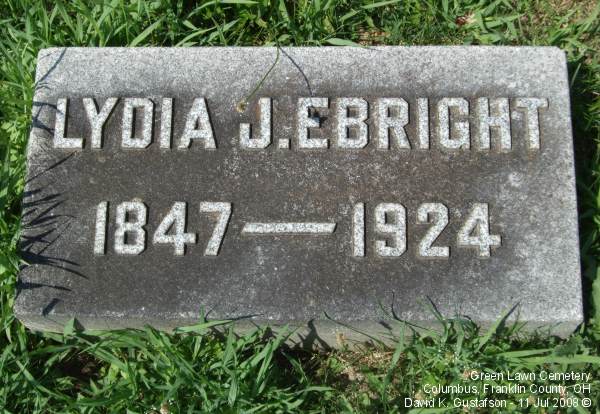 LYDIA J. EBRIGHT
1847 — 1924
Green Lawn Cemetery
Columbus, Franklin County, OH
David K. Gustafson - 11 Jul 2008 ©